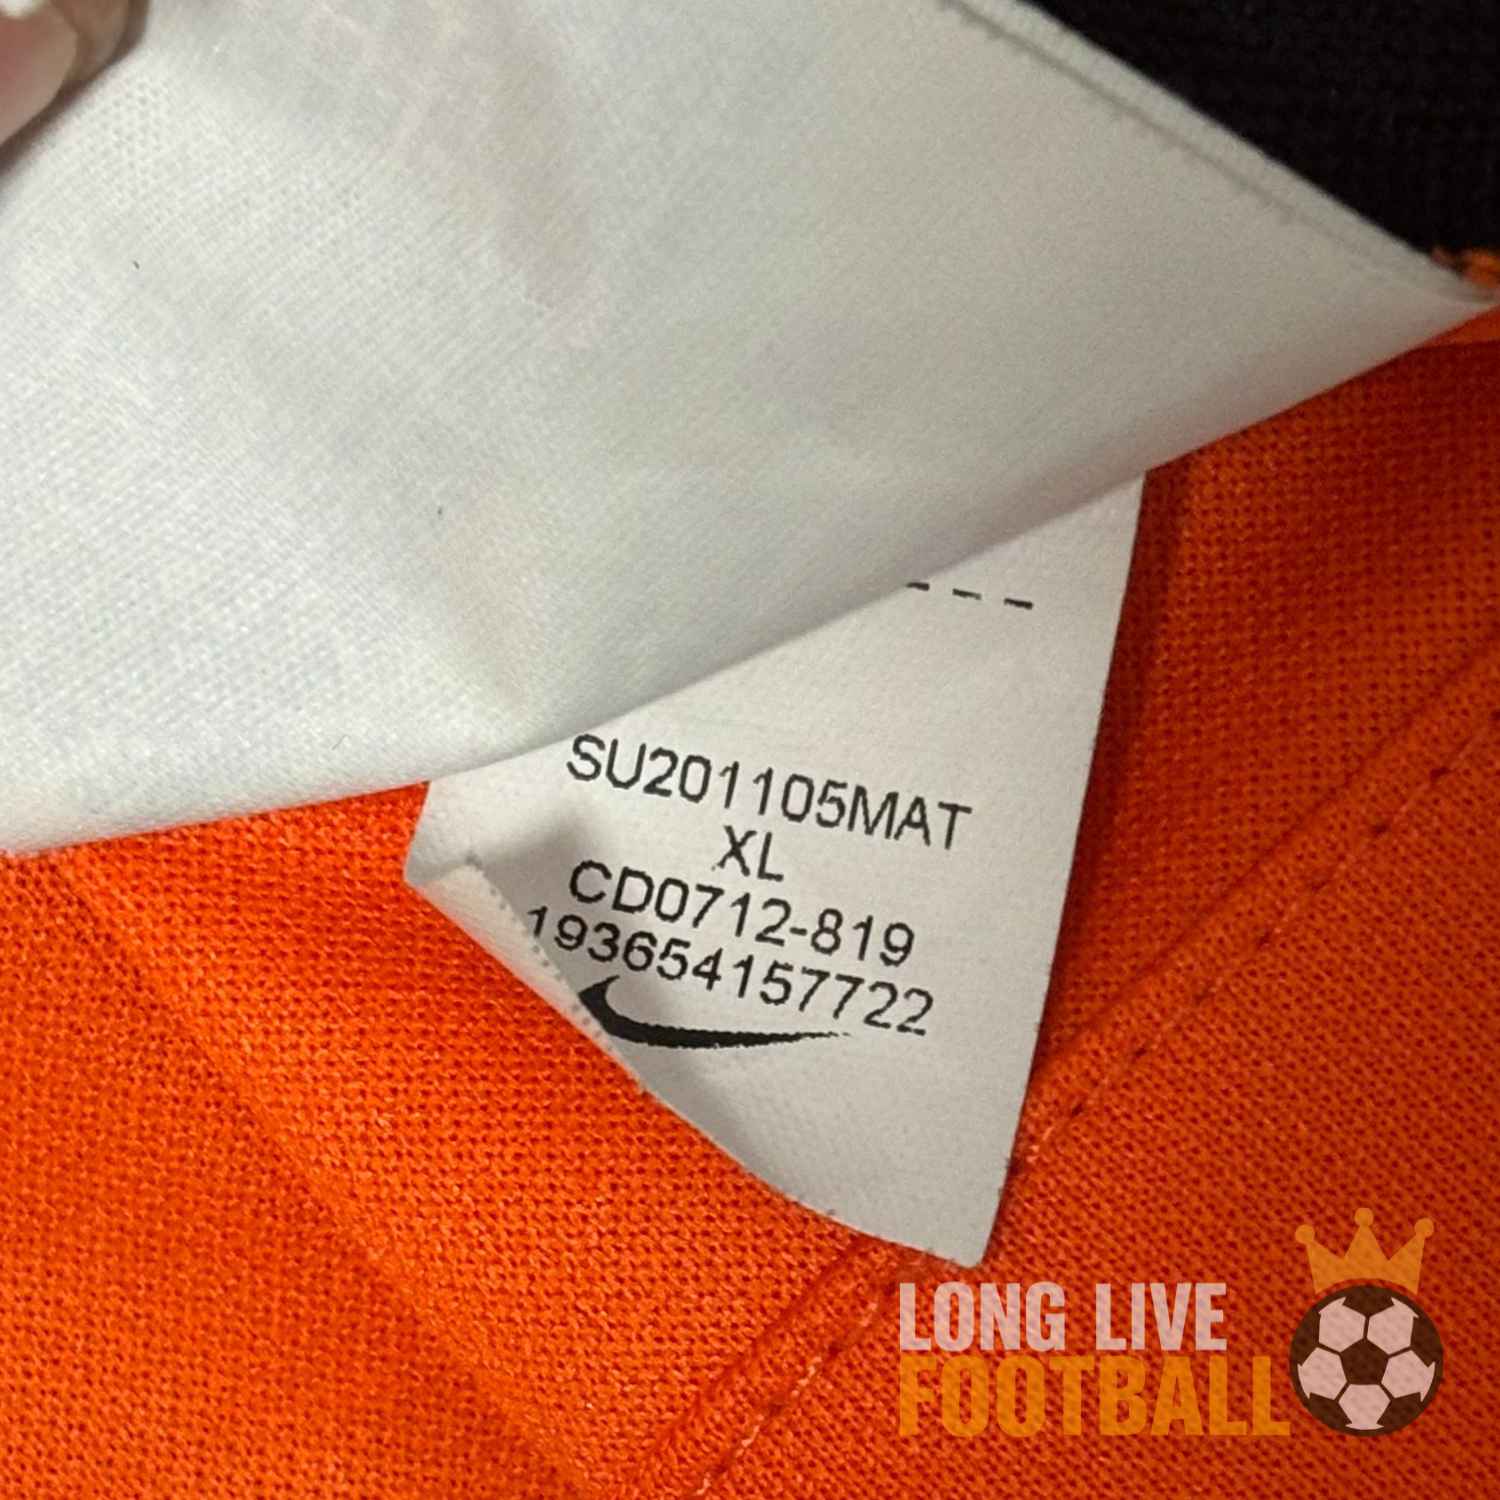 SU201105MAT
XL
CD0712-819
193654157722
LONG LIVE
FOOTBALL